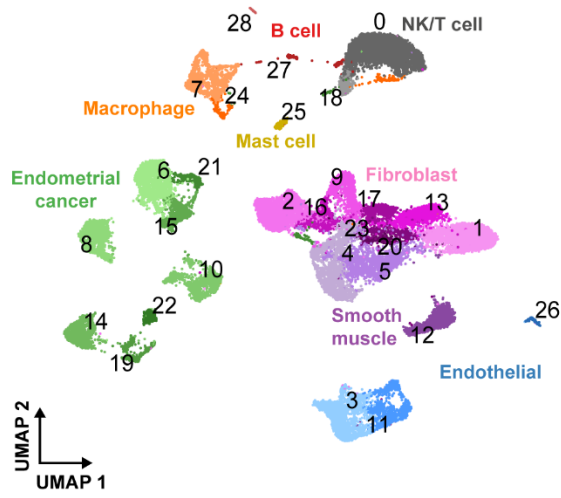 0
28
B cell
NK/T cell
27
7
24
25
18
Macrophage
Mast cell
6
21
9
Fibroblast
Endometrial
cancer
2
16
17
13
15
23
1
8
4
20
10
5
22
14
Smooth
muscle
12
26
19
Endothelial
3
11
UMAP 2
UMAP 1